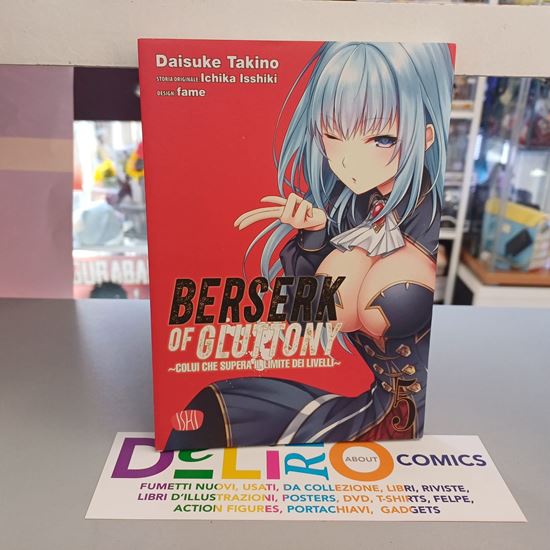 Daisuke Takino
STORIA ORIGINALE: Ichika Isshiki
DESIGN: fame
BERSERK
OF GLUTTONY
~COLUI CHE SUPERA IL LIMITE DEI LIVELLI~
5
ISHI
DELIRIO ABOUT COMICS
FUMETTI NUOVI, USATI, DA COLLEZIONE, LIBRI, RIVISTE,
LIBRI D'ILLUSTRAZIONI, POSTERS, DVD, T-SHIRTS, FELPE,
ACTION FIGURES, PORTACHIAVI, GADGETS